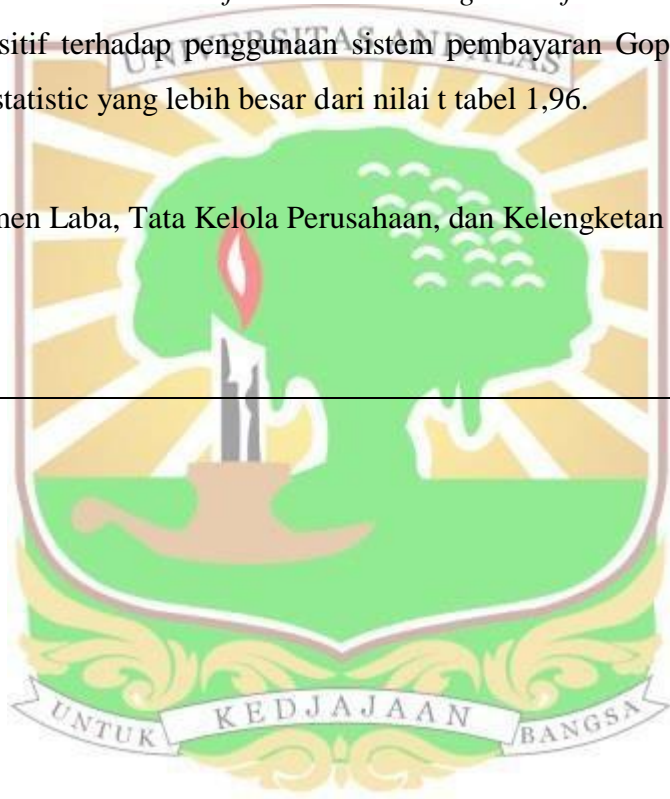 sitif terhadap penggunaan sistem pembayaran Gop
UNIVERSITAS ANDALAS
statistic yang lebih besar dari nilai t tabel 1,96.
men Laba, Tata Kelola Perusahaan, dan Kelengketan
UNTUK KEDJAJAAN BANGSA